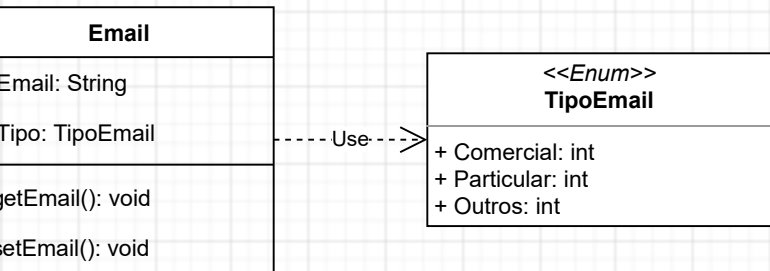 Email
Email: String
Tipo: TipoEmail
getEmail(): void
setEmail(): void
Use
<<Enum>>
TipoEmail
+ Comercial: int
+ Particular: int
+ Outros: int